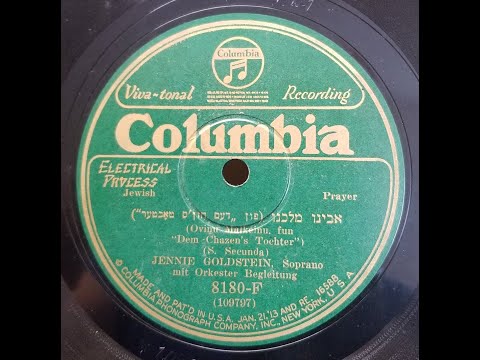 Columbia
Viva-tonal Recording
Columbia
ELECTRICAL
PROCESS
Jewish
Prayer
אבינו מלכנו (פון „דעם חזן'ס טאכטער")
(Ovinu Malkeinu, fun
"Dem Chazen's Tochter")
(S. Secunda)
JENNIE GOLDSTEIN, Soprano
mit Orkester Begleitung
8180-F
(109797)
MADE AND PAT'D IN U.S.A. JAN. 21,'13 AND RE. 16588
© COLUMBIA PHONOGRAPH COMPANY, INC., NEW YORK, U.S.A.